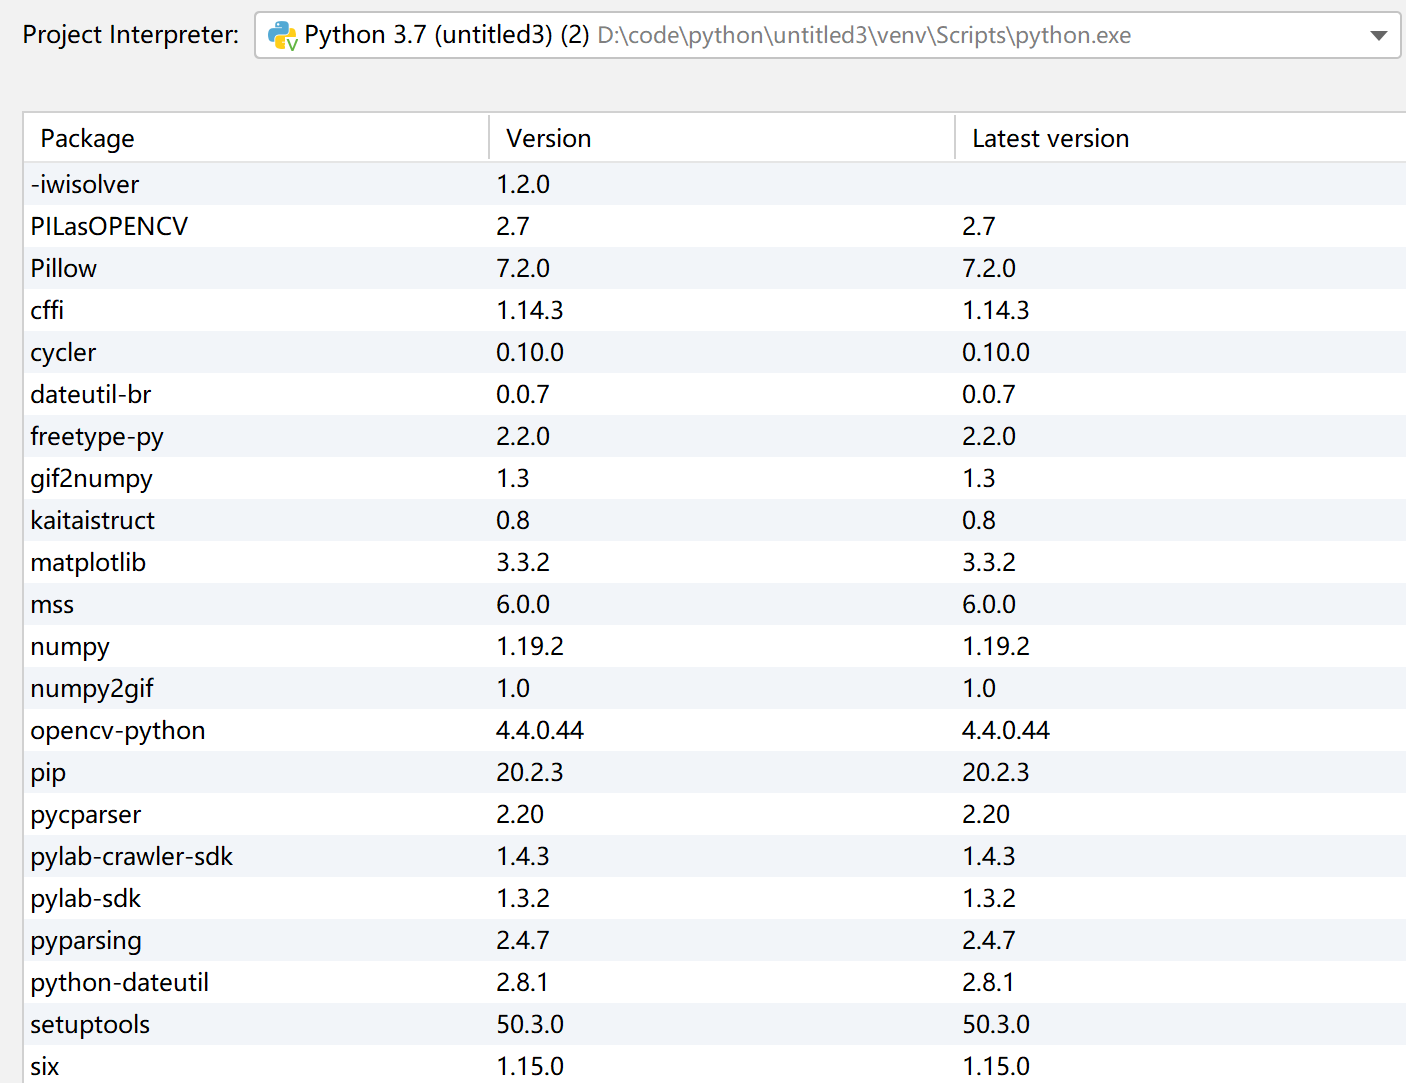 Project Interpreter: Python 3.7 (untitled3) (2) D:\code\python\untitled3\venv\Scripts\python.exe
Package Version Latest version
-iwisolver 1.2.0
PILasOPENCV 2.7 2.7
Pillow 7.2.0 7.2.0
cffi 1.14.3 1.14.3
cycler 0.10.0 0.10.0
dateutil-br 0.0.7 0.0.7
freetype-py 2.2.0 2.2.0
gif2numpy 1.3 1.3
kaitaistruct 0.8 0.8
matplotlib 3.3.2 3.3.2
mss 6.0.0 6.0.0
numpy 1.19.2 1.19.2
numpy2gif 1.0 1.0
opencv-python 4.4.0.44 4.4.0.44
pip 20.2.3 20.2.3
pycparser 2.20 2.20
pylab-crawler-sdk 1.4.3 1.4.3
pylab-sdk 1.3.2 1.3.2
pyparsing 2.4.7 2.4.7
python-dateutil 2.8.1 2.8.1
setuptools 50.3.0 50.3.0
six 1.15.0 1.15.0